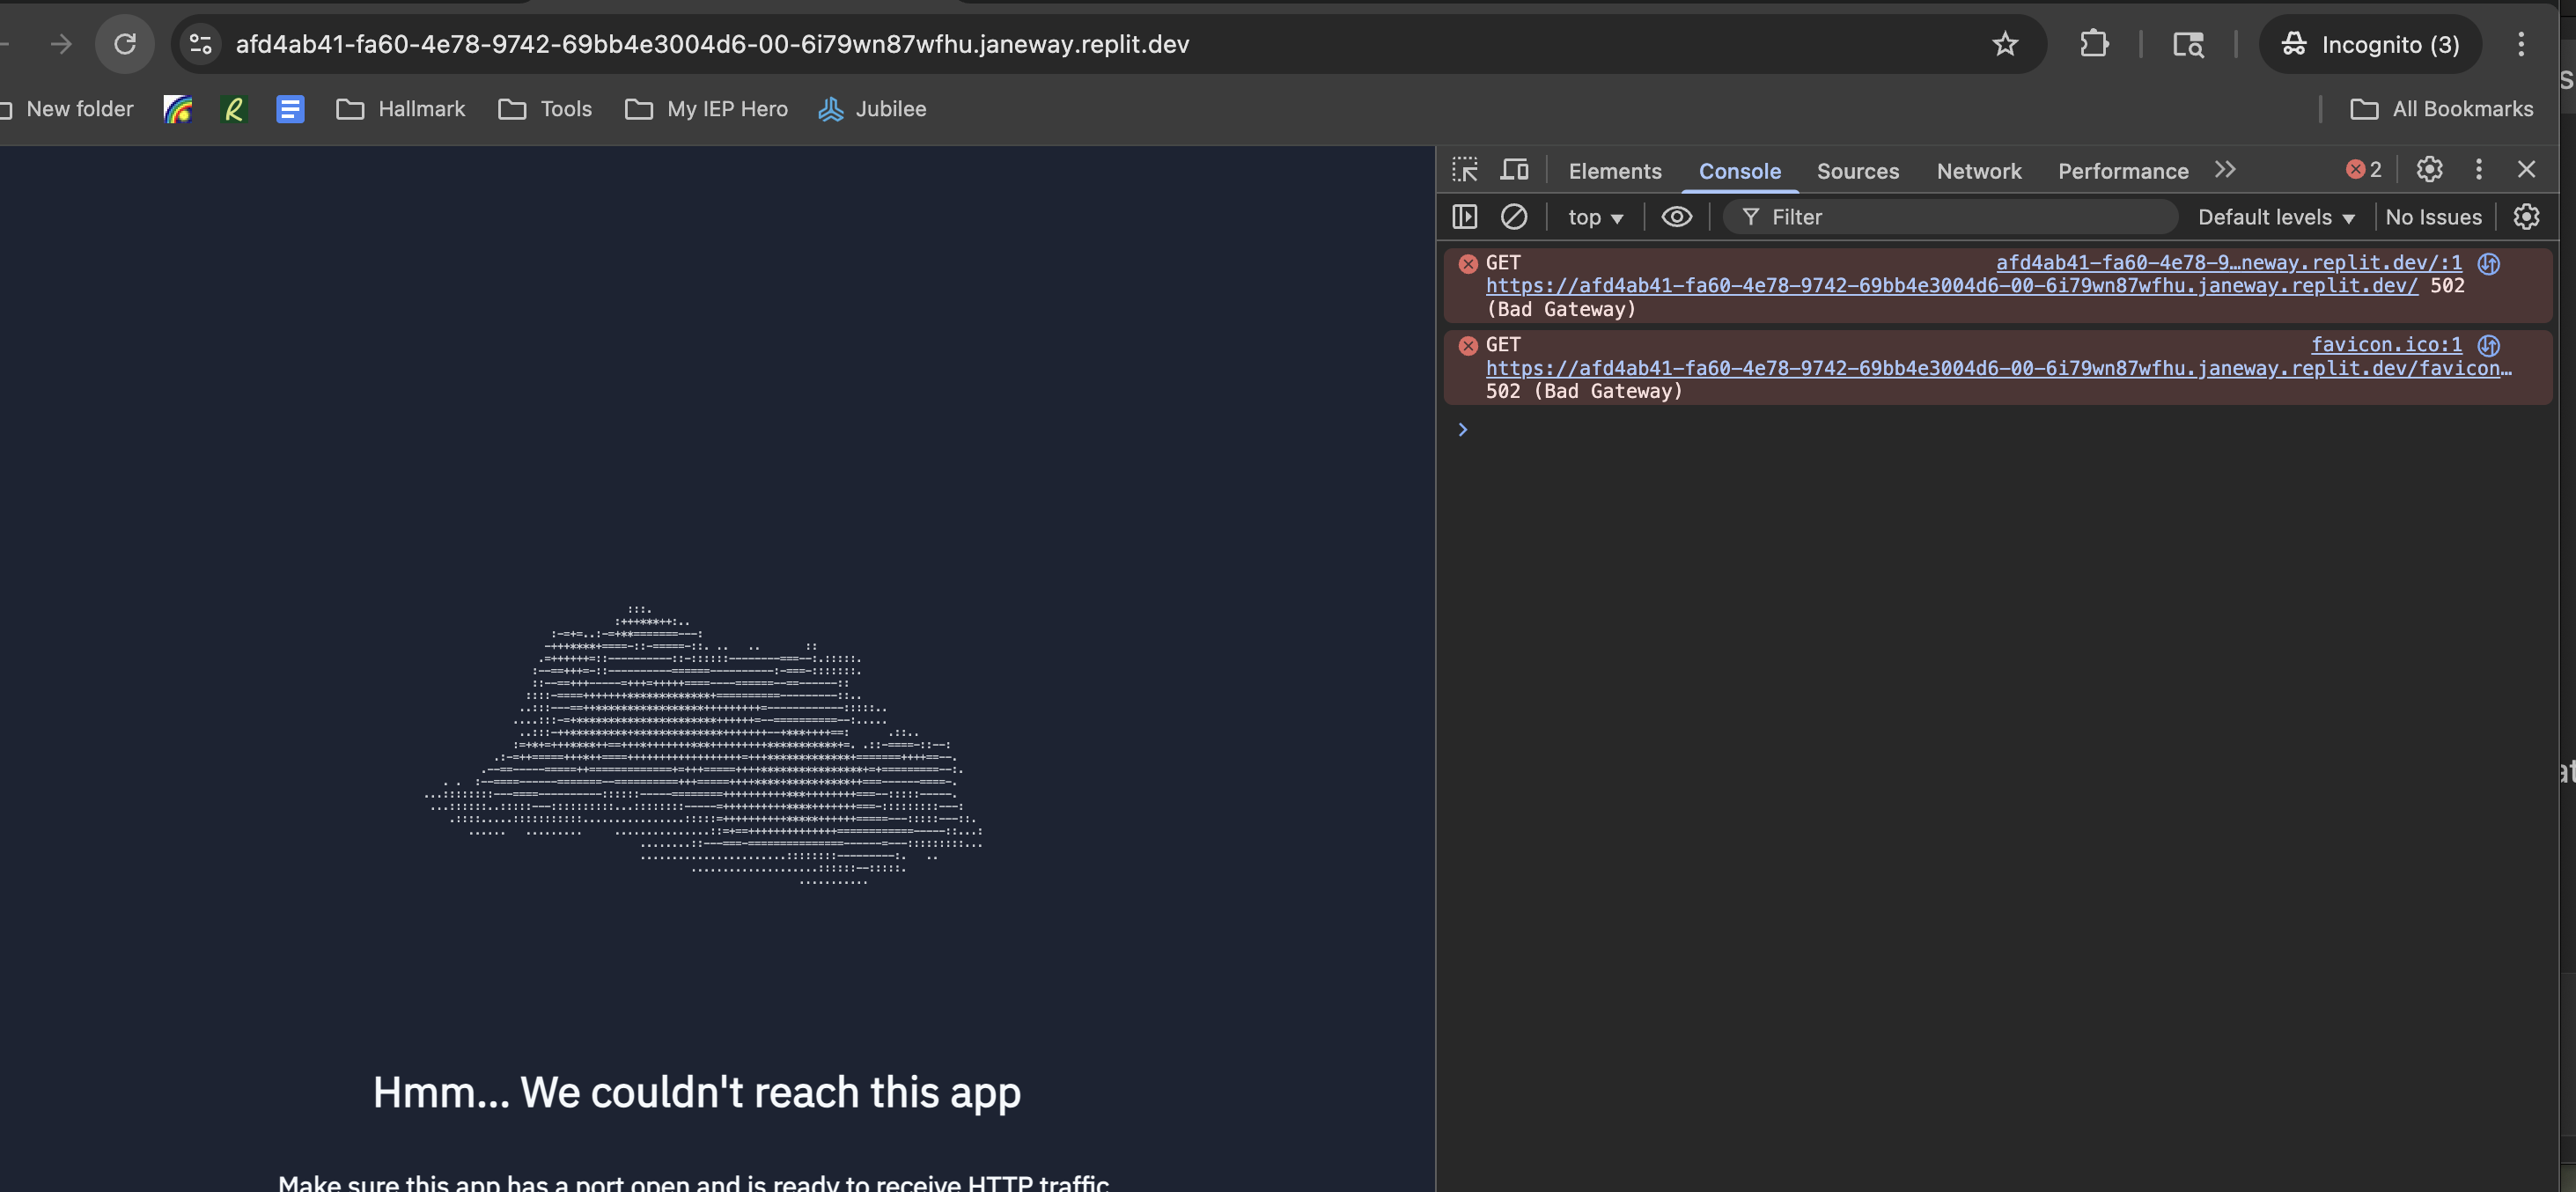 afd4ab41-fa60-4e78-9742-69bb4e3004d6-00-6i79wn87wfhu.janeway.replit.dev
Incognito (3)
New folder
Hallmark
Tools
My IEP Hero
Jubilee
All Bookmarks
Elements
Console
Sources
Network
Performance
2
top
Filter
Default levels
No Issues
GET afd4ab41-fa60-4e78-9…neway.replit.dev/:1
https://afd4ab41-fa60-4e78-9742-69bb4e3004d6-00-6i79wn87wfhu.janeway.replit.dev/ 502
(Bad Gateway)
GET favicon.ico:1
https://afd4ab41-fa60-4e78-9742-69bb4e3004d6-00-6i79wn87wfhu.janeway.replit.dev/favicon…
502 (Bad Gateway)
Hmm... We couldn't reach this app
Make sure this app has a port open and is ready to receive HTTP traffic